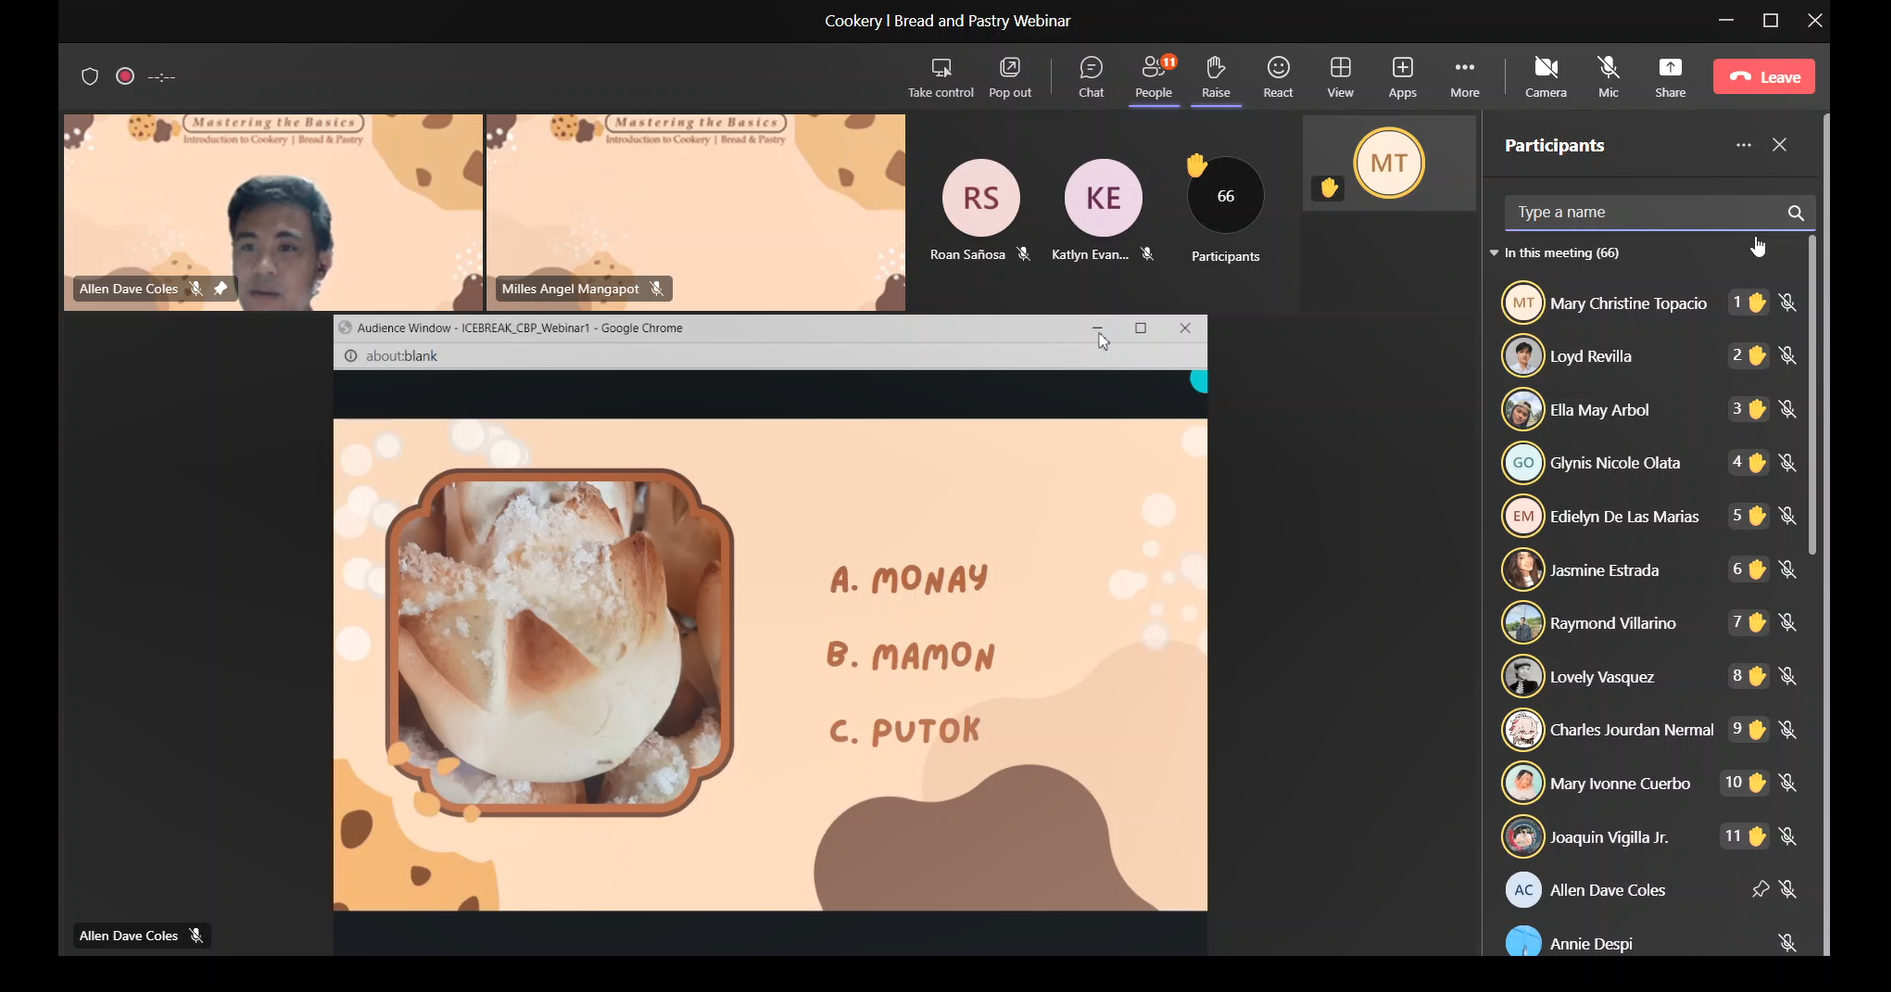 Cookery l Bread and Pastry Webinar
--:--
Take control
Pop out
Chat
11
People
Raise
React
View
Apps
More
Camera
Mic
Share
Leave
Mastering the Basics
Introduction to Cookery | Bread & Pastry
Allen Dave Coles
Mastering the Basics
Introduction to Cookery | Bread & Pastry
Milles Angel Mangapot
RS
Roan Sañosa
KE
Katlyn Evan...
66
Participants
MT
Audience Window - ICEBREAK_CBP_Webinar1 - Google Chrome
about:blank
A. MONAY
B. MAMON
C. PUTOK
Allen Dave Coles
Participants
Type a name
In this meeting (66)
MT Mary Christine Topacio 1
Loyd Revilla 2
Ella May Arbol 3
GO Glynis Nicole Olata 4
EM Edielyn De Las Marias 5
Jasmine Estrada 6
Raymond Villarino 7
Lovely Vasquez 8
Charles Jourdan Nermal 9
Mary Ivonne Cuerbo 10
Joaquin Vigilla Jr. 11
AC Allen Dave Coles
Annie Despi